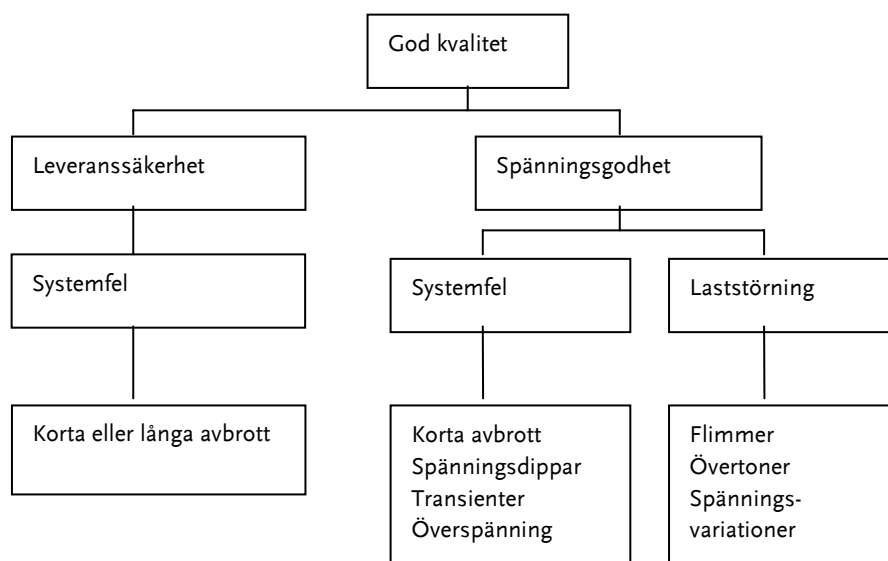 God kvalitet
Leveranssäkerhet
Spänningsgodhet
Systemfel
Systemfel
Laststörning
Korta eller långa avbrott
Korta avbrott
Spänningsdippar
Transienter
Överspänning
Flimmer
Övertoner
Spännings-
variationer